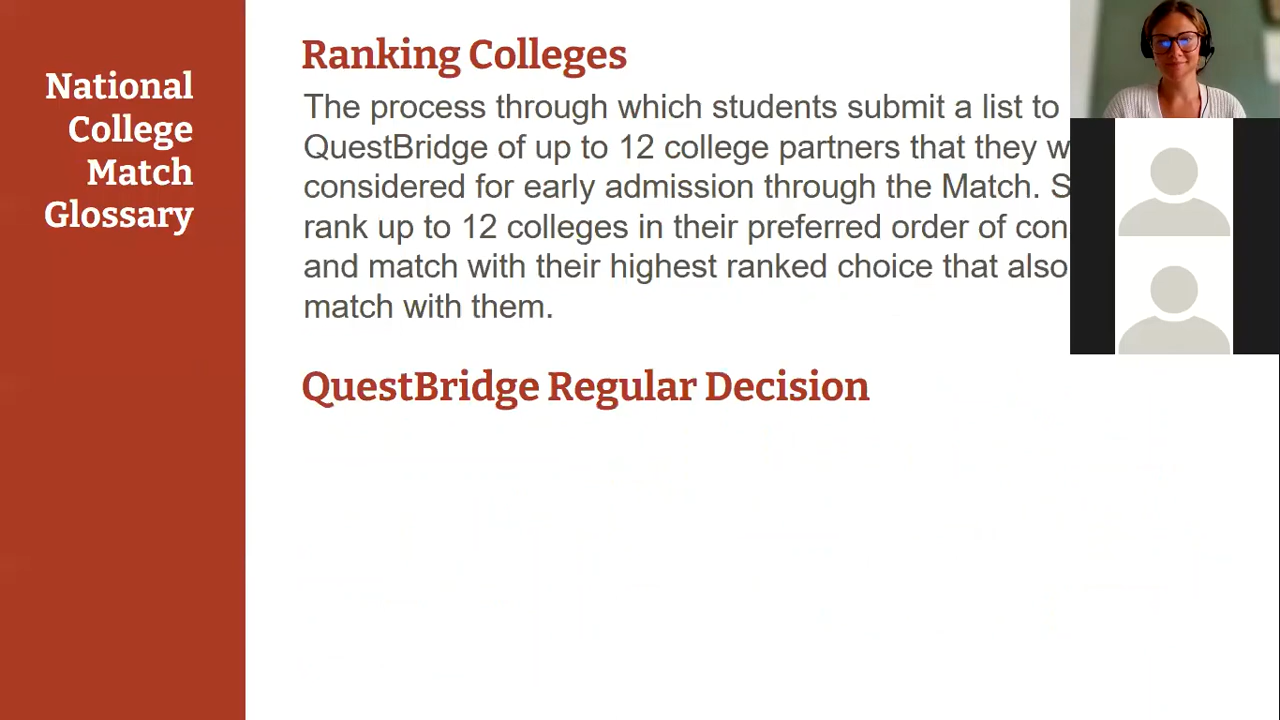 National
College
Match
Glossary
Ranking Colleges
The process through which students submit a list to
QuestBridge of up to 12 college partners that they
considered for early admission through the Match.
rank up to 12 colleges in their preferred order of
and match with their highest ranked choice that also
match with them.
QuestBridge Regular Decision